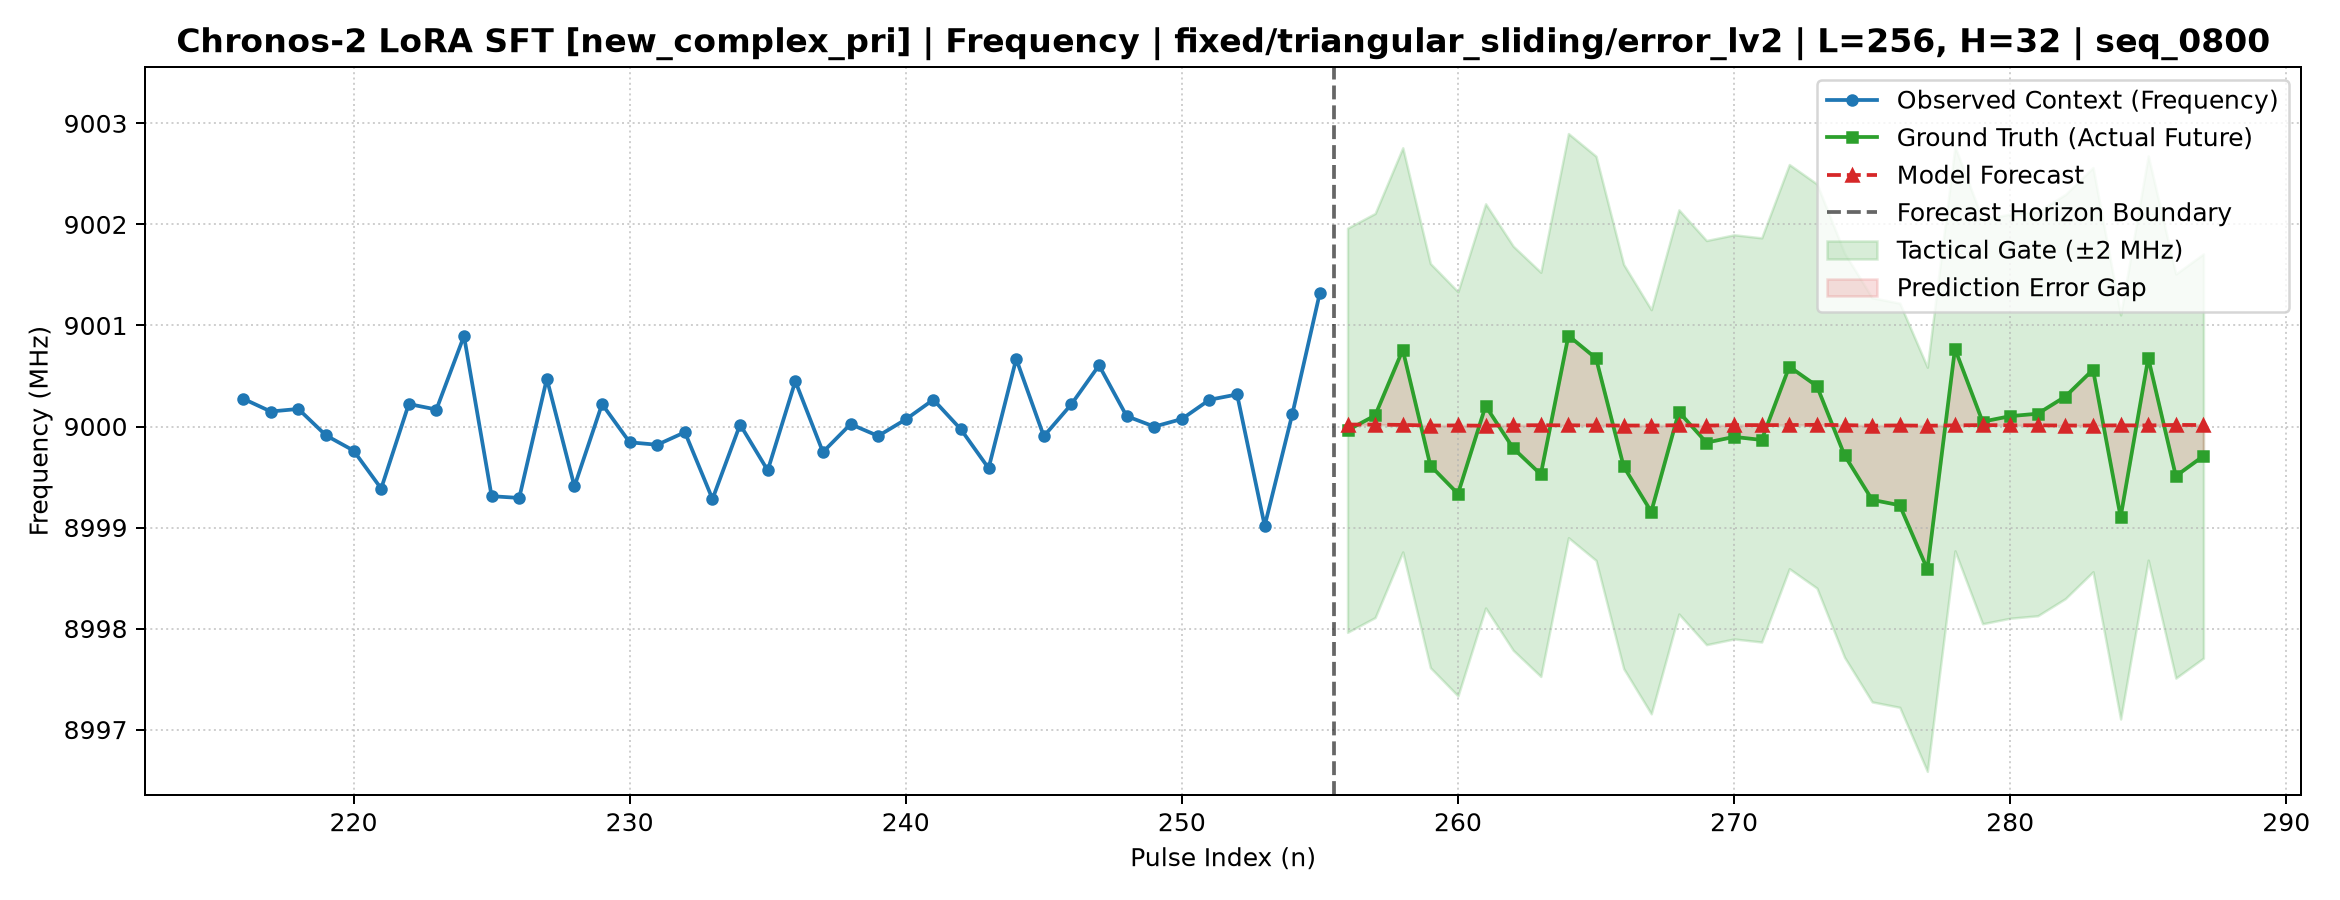 Chronos-2 LoRA SFT [new_complex_pri] | Frequency | fixed/triangular_sliding/error_lv2 | L=256, H=32 | seq_0800
Observed Context (Frequency)
Ground Truth (Actual Future)
Model Forecast
Forecast Horizon Boundary
Tactical Gate (±2 MHz)
Prediction Error Gap
Frequency (MHz)
9003
9002
9001
9000
8999
8998
8997
220
230
240
250
260
270
280
290
Pulse Index (n)